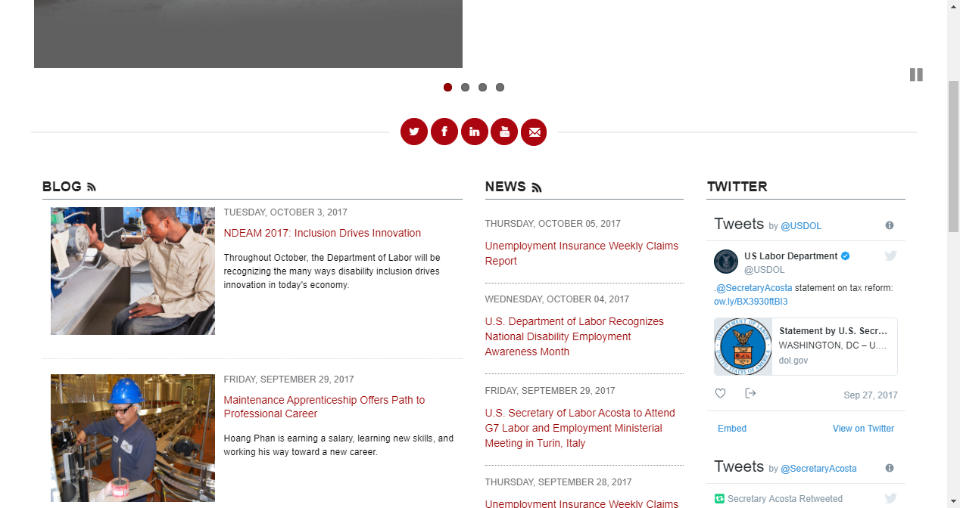 BLOG
TUESDAY, OCTOBER 3, 2017
NDEAM 2017: Inclusion Drives Innovation
Throughout October, the Department of Labor will be
recognizing the many ways disability inclusion drives
innovation in today's economy.
FRIDAY, SEPTEMBER 29, 2017
Maintenance Apprenticeship Offers Path to
Professional Career
Hoang Phan is earning a salary, learning new skills, and
working his way toward a new career.
NEWS
THURSDAY, OCTOBER 05, 2017
Unemployment Insurance Weekly Claims
Report
WEDNESDAY, OCTOBER 04, 2017
U.S. Department of Labor Recognizes
National Disability Employment
Awareness Month
FRIDAY, SEPTEMBER 29, 2017
U.S. Secretary of Labor Acosta to Attend
G7 Labor and Employment Ministerial
Meeting in Turin, Italy
THURSDAY, SEPTEMBER 28, 2017
Unemployment Insurance Weekly Claims
TWITTER
Tweets by @USDOL
US Labor Department
@USDOL
.@SecretaryAcosta statement on tax reform:
Statement by U.S. Secr...
WASHINGTON, DC – U....
dol.gov
Sep 27, 2017
Embed View on Twitter
Tweets by @SecretaryAcosta
Secretary Acosta Retweeted